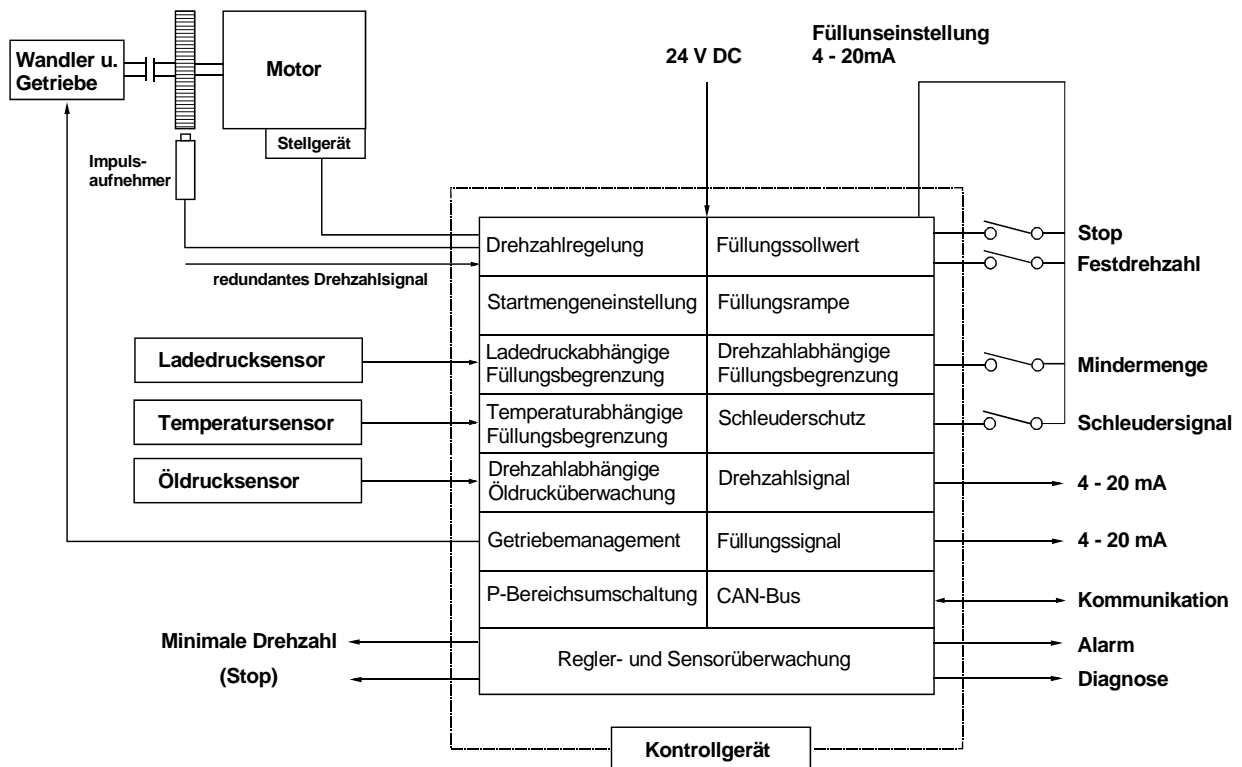 Wandler u.
Getriebe
Motor
Stellgerät
Impuls-
aufnehmer
24 V DC
Füllunseinstellung
4 - 20mA
redundantes Drehzahlsignal
Drehzahlregelung
Füllungssollwert
Stop
Festdrehzahl
Startmengeneinstellung
Füllungsrampe
Ladedrucksensor
Ladedruckabhängige
Füllungsbegrenzung
Drehzahlabhängige
Füllungsbegrenzung
Mindermenge
Temperatursensor
Temperaturabhängige
Füllungsbegrenzung
Schleuderschutz
Schleudersignal
Öldrucksensor
Drehzahlabhängige
Öldrucküberwachung
Drehzahlsignal
4 - 20 mA
Getriebemanagement
Füllungssignal
4 - 20 mA
P-Bereichsumschaltung
CAN-Bus
Kommunikation
Minimale Drehzahl
(Stop)
Regler- und Sensorüberwachung
Alarm
Diagnose
Kontrollgerät